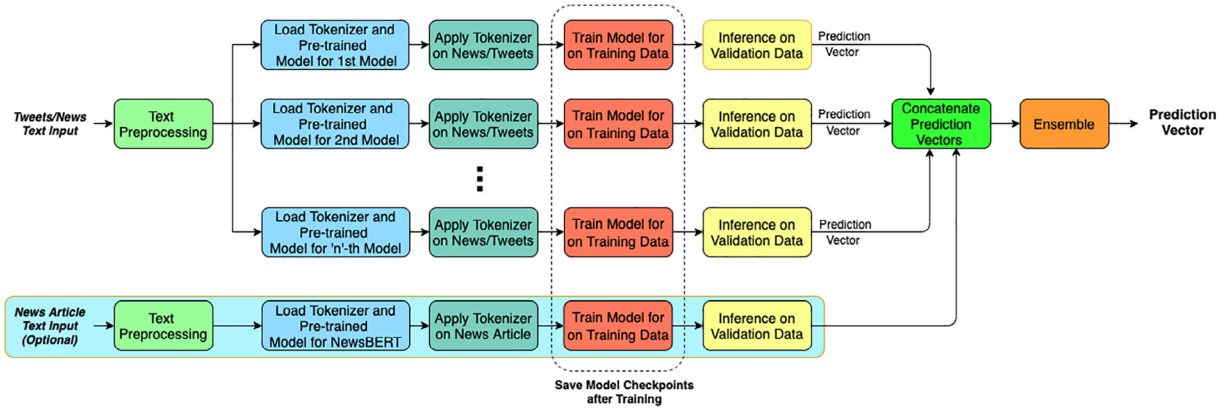 Tweets/News
Text Input
Text
Preprocessing
Load Tokenizer and
Pre-trained
Model for 1st Model
Apply Tokenizer
on News/Tweets
Train Model for
on Training Data
Inference on
Validation Data
Prediction
Vector
Load Tokenizer and
Pre-trained
Model for 2nd Model
Apply Tokenizer
on News/Tweets
Train Model for
on Training Data
Inference on
Validation Data
Prediction
Vector
Load Tokenizer and
Pre-trained
Model for 'n'-th Model
Apply Tokenizer
on News/Tweets
Train Model for
on Training Data
Inference on
Validation Data
Prediction
Vector
Concatenate
Prediction
Vectors
Ensemble
Prediction
Vector
News Article
Text Input
(Optional)
Text
Preprocessing
Load Tokenizer and
Pre-trained
Model for NewsBERT
Apply Tokenizer
on News Article
Train Model for
on Training Data
Inference on
Validation Data
Save Model Checkpoints
after Training